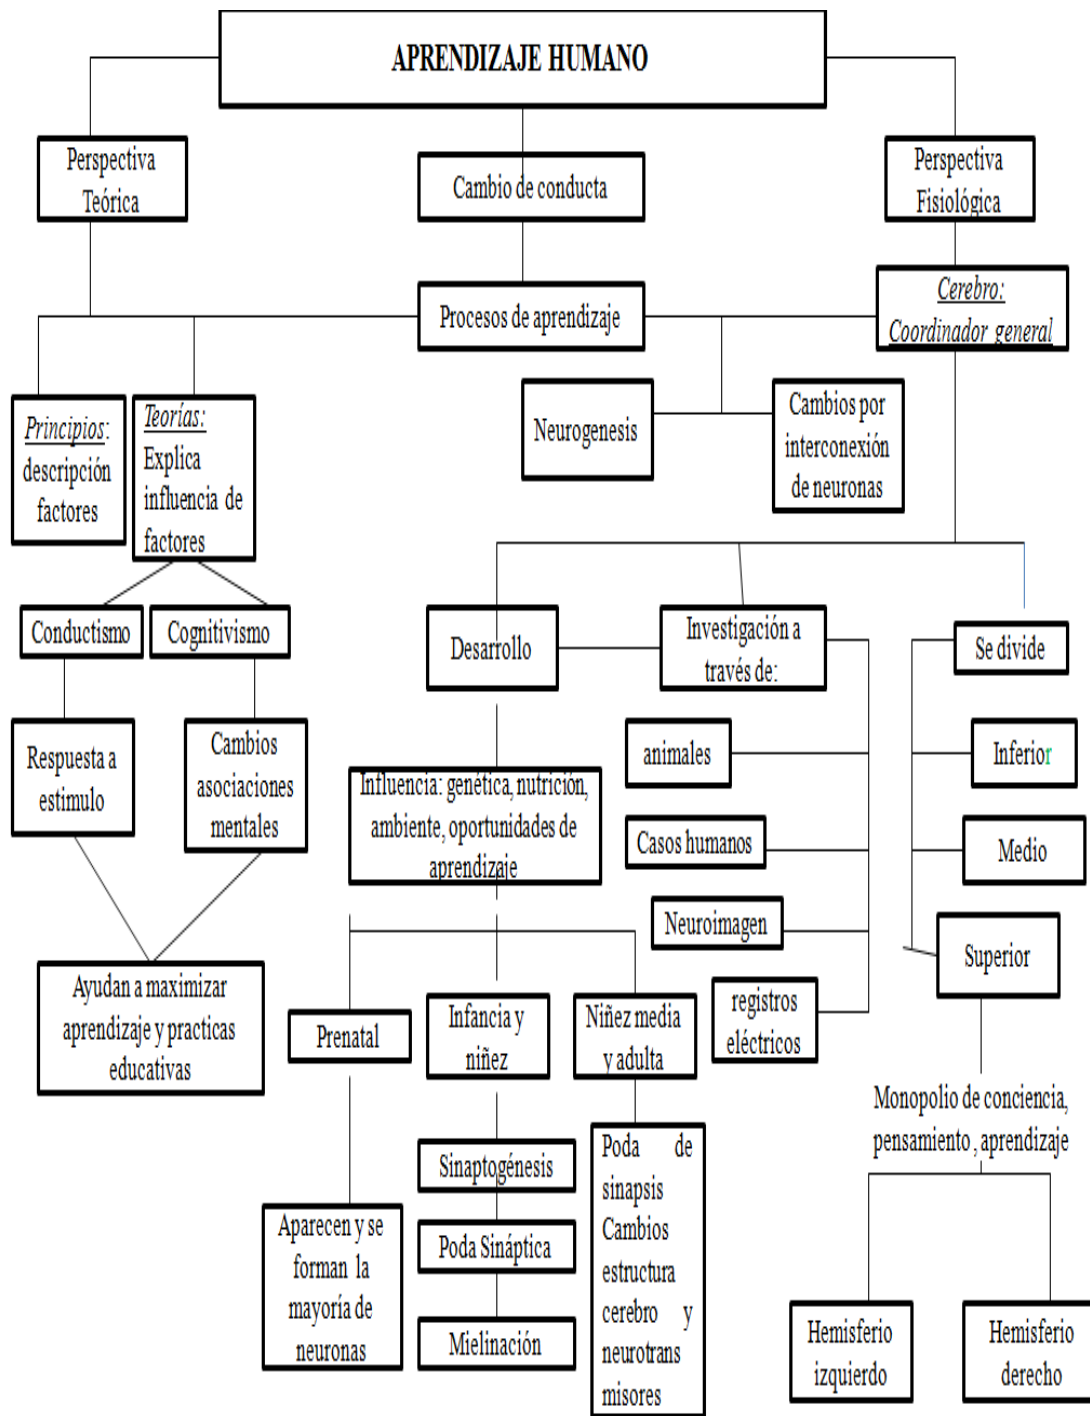 APRENDIZAJE HUMANO
Perspectiva
Teórica
Cambio de conducta
Perspectiva
Fisiológica
Procesos de aprendizaje
Cerebro:
Coordinador general
Principios:
descripción
factores
Teorías:
Explica
influencia de
factores
Neurogenesis
Cambios por
interconexión
de neuronas
Conductismo
Cognitivismo
Desarrollo
Investigación a
través de:
Se divide
Respuesta a
estimulo
Cambios
asociaciones
mentales
animales
Inferior
Influencia: genética, nutrición,
ambiente, oportunidades de
aprendizaje
Casos humanos
Medio
Neuroimagen
Superior
Ayudan a maximizar
aprendizaje y practicas
educativas
Prenatal
Infancia y
niñez
Niñez media
y adulta
registros
eléctricos
Monopolio de conciencia,
pensamiento , aprendizaje
Sinaptogénesis
Poda Sináptica
Mielinación
Poda de
sinapsis
Cambios
estructura
cerebro y
neurotrans
misores
Aparecen y se
forman la
mayoría de
neuronas
Hemisferio
izquierdo
Hemisferio
derecho